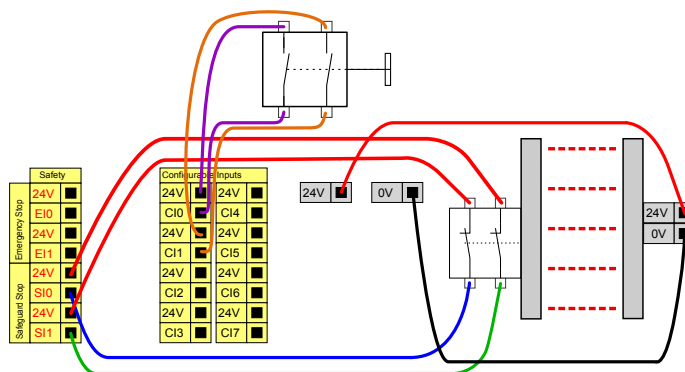 Safety
Emergency Stop
24V
EI0
24V
EI1
Safeguard Stop
24V
SI0
24V
SI1
Configurable Inputs
24V 24V
CI0 CI4
24V 24V
CI1 CI5
24V 24V
CI2 CI6
24V 24V
CI3 CI7
24V 0V
24V
0V